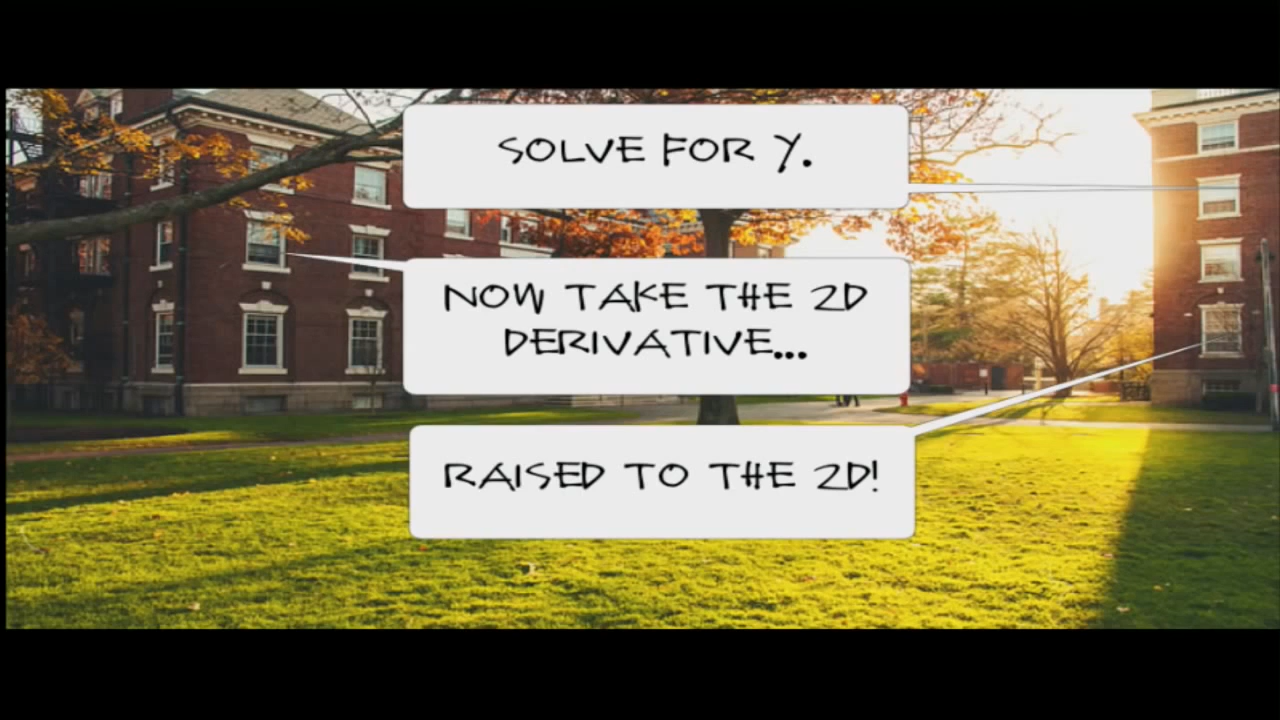 SOLVE FOR Y.
NOW TAKE THE 2D
DERIVATIVE...
RAISED TO THE 2D!